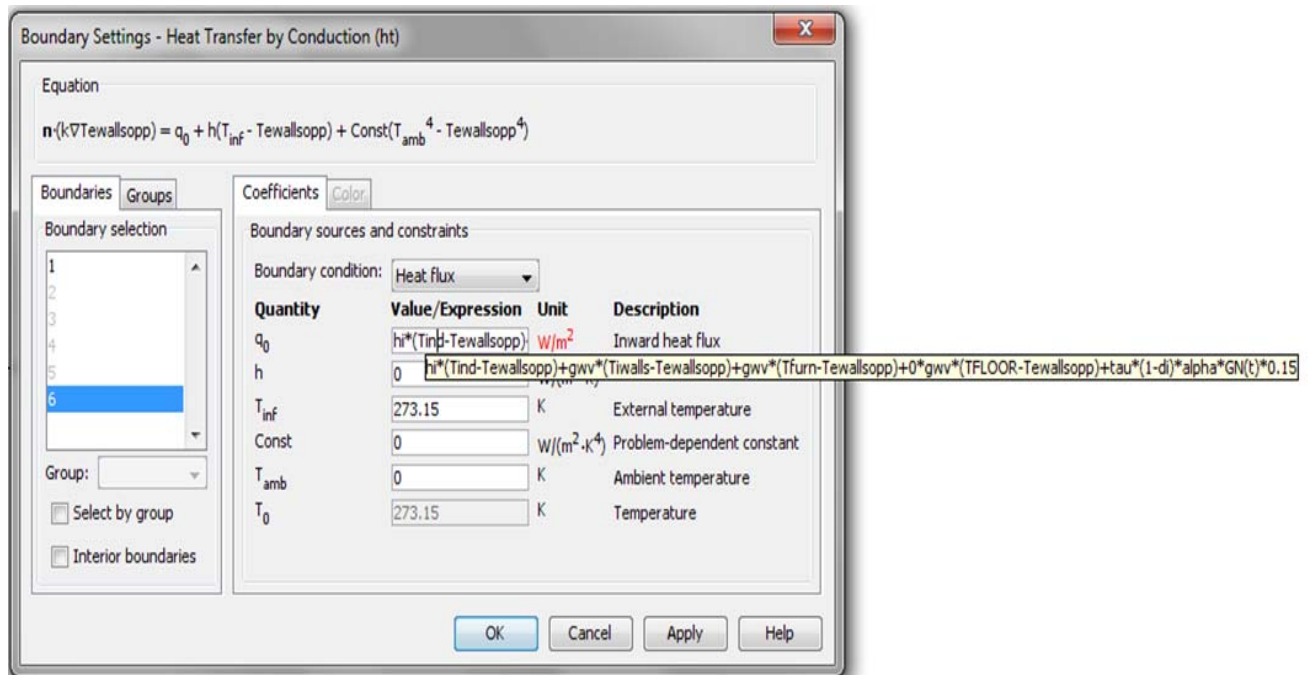 Boundary Settings - Heat Transfer by Conduction (ht)
X
Equation
n·(k∇Tewallsopp) = q0 + h(Tinf - Tewallsopp) + Const(Tamb^4 - Tewallsopp^4)
Boundaries Groups
Coefficients Color
Boundary selection
1
2
3
4
5
6
Group:
Select by group
Interior boundaries
Boundary sources and constraints
Boundary condition: Heat flux
Quantity Value/Expression Unit Description
q0 hi*(Tind-Tewallsopp) W/m2 Inward heat flux
hi*(Tind-Tewallsopp)+gwv*(Tiwalls-Tewallsopp)+gwv*(Tfurn-Tewallsopp)+0*gwv*(TFLOOR-Tewallsopp)+tau*(1-di)*alpha*GN(t)*0.15
h 0
Tinf 273.15 K External temperature
Const 0 W/(m2·K4) Problem-dependent constant
Tamb 0 K Ambient temperature
T0 273.15 K Temperature
OK Cancel Apply Help